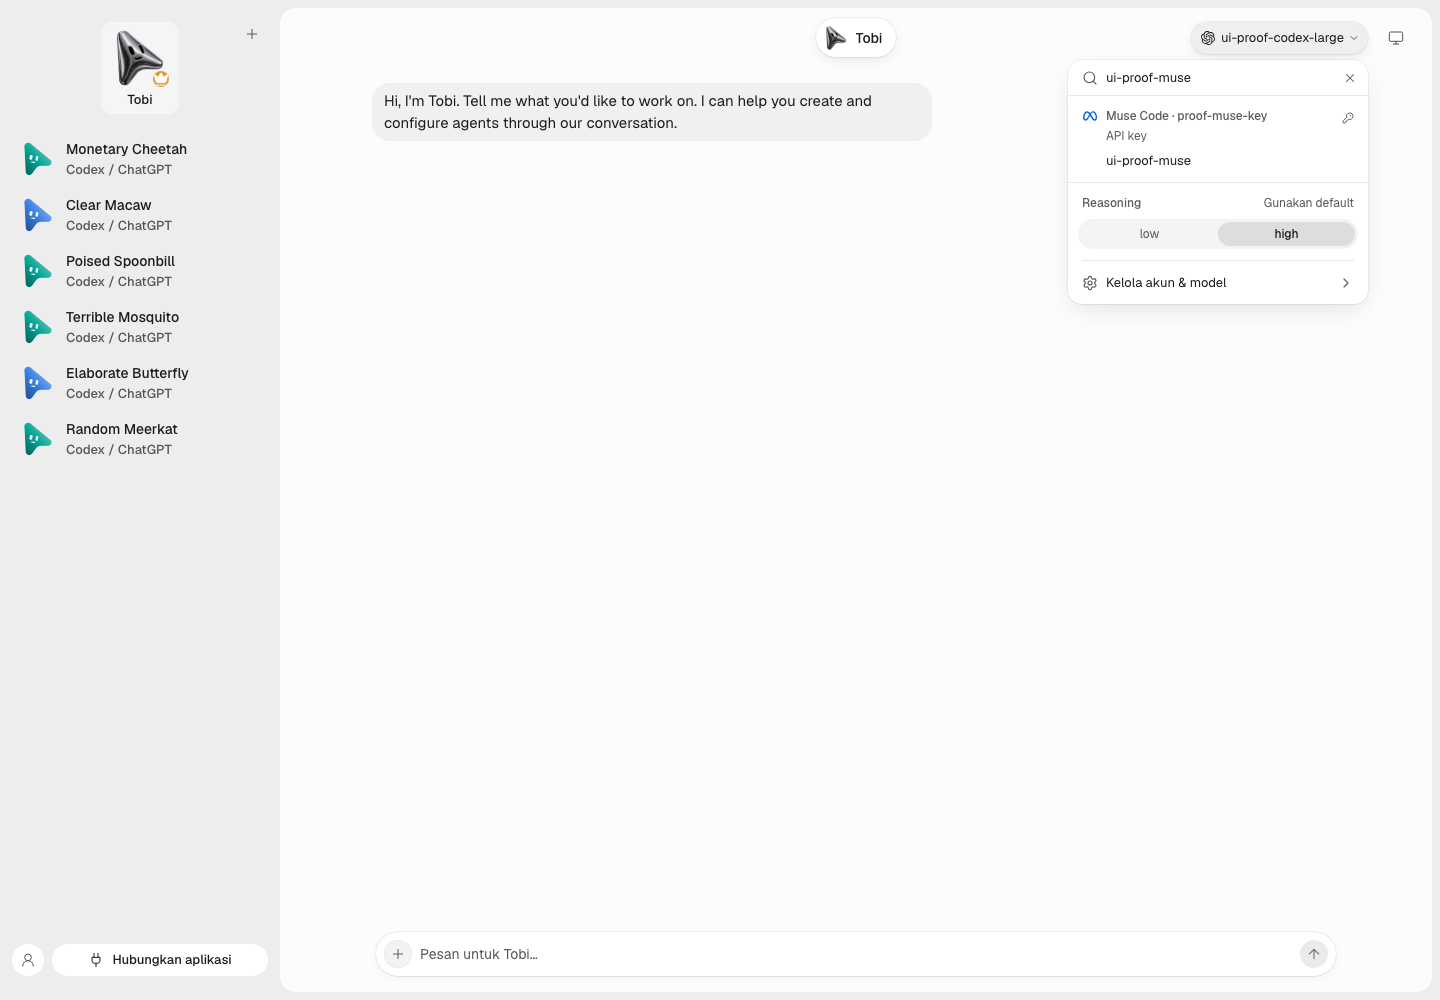 Tobi
Monetary Cheetah
Codex / ChatGPT
Clear Macaw
Codex / ChatGPT
Poised Spoonbill
Codex / ChatGPT
Terrible Mosquito
Codex / ChatGPT
Elaborate Butterfly
Codex / ChatGPT
Random Meerkat
Codex / ChatGPT
Hubungkan aplikasi
Tobi
Hi, I'm Tobi. Tell me what you'd like to work on. I can help you create and
configure agents through our conversation.
ui-proof-codex-large
ui-proof-muse
Muse Code · proof-muse-key
API key
ui-proof-muse
Reasoning Gunakan default
low high
Kelola akun & model
Pesan untuk Tobi…